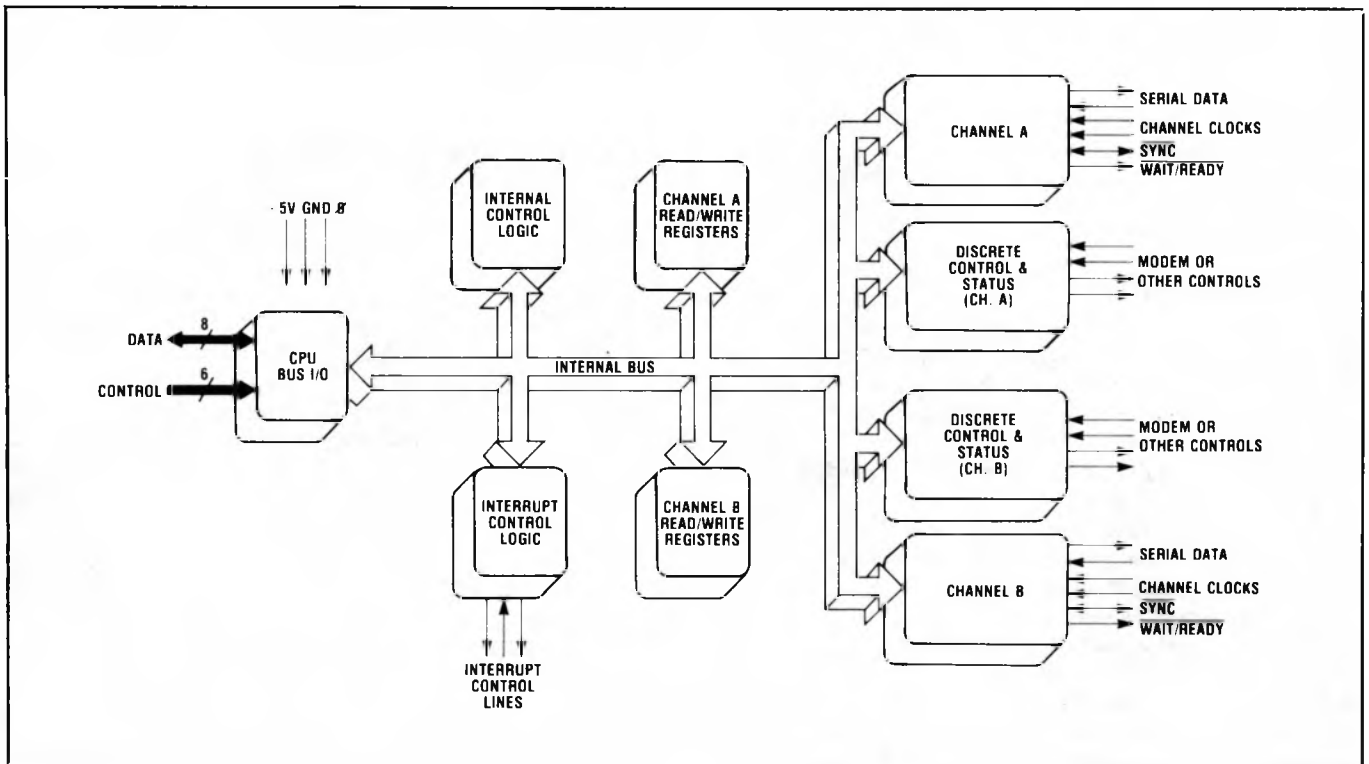 5V GND
DATA
8
CONTROL
6
CPU
BUS I/O
INTERNAL
CONTROL
LOGIC
CHANNEL A
READ/WRITE
REGISTERS
INTERNAL BUS
INTERRUPT
CONTROL
LOGIC
CHANNEL B
READ/WRITE
REGISTERS
INTERRUPT
CONTROL
LINES
CHANNEL A
SERIAL DATA
CHANNEL CLOCKS
SYNC
WAIT/READY
DISCRETE
CONTROL &
STATUS
(CH. A)
MODEM OR
OTHER CONTROLS
DISCRETE
CONTROL &
STATUS
(CH. B)
MODEM OR
OTHER CONTROLS
CHANNEL B
SERIAL DATA
CHANNEL CLOCKS
SYNC
WAIT/READY